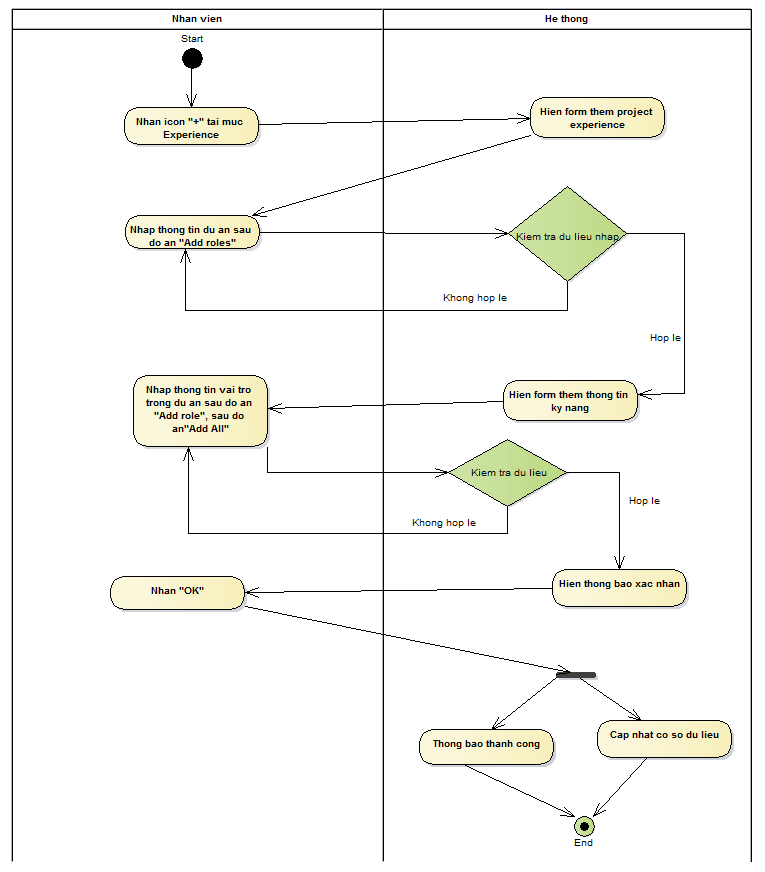 Nhan vien
He thong
Start
Nhan icon "+" tai muc
Experience
Hien form them project
experience
Nhap thong tin du an sau
do an "Add roles"
Kiem tra du lieu nhap
Khong hop le
Hop le
Nhap thong tin vai tro
trong du an sau do an
"Add role", sau do
an"Add All"
Hien form them thong tin
ky nang
Kiem tra du lieu
Khong hop le
Hop le
Nhan "OK"
Hien thong bao xac nhan
Thong bao thanh cong
Cap nhat co so du lieu
End